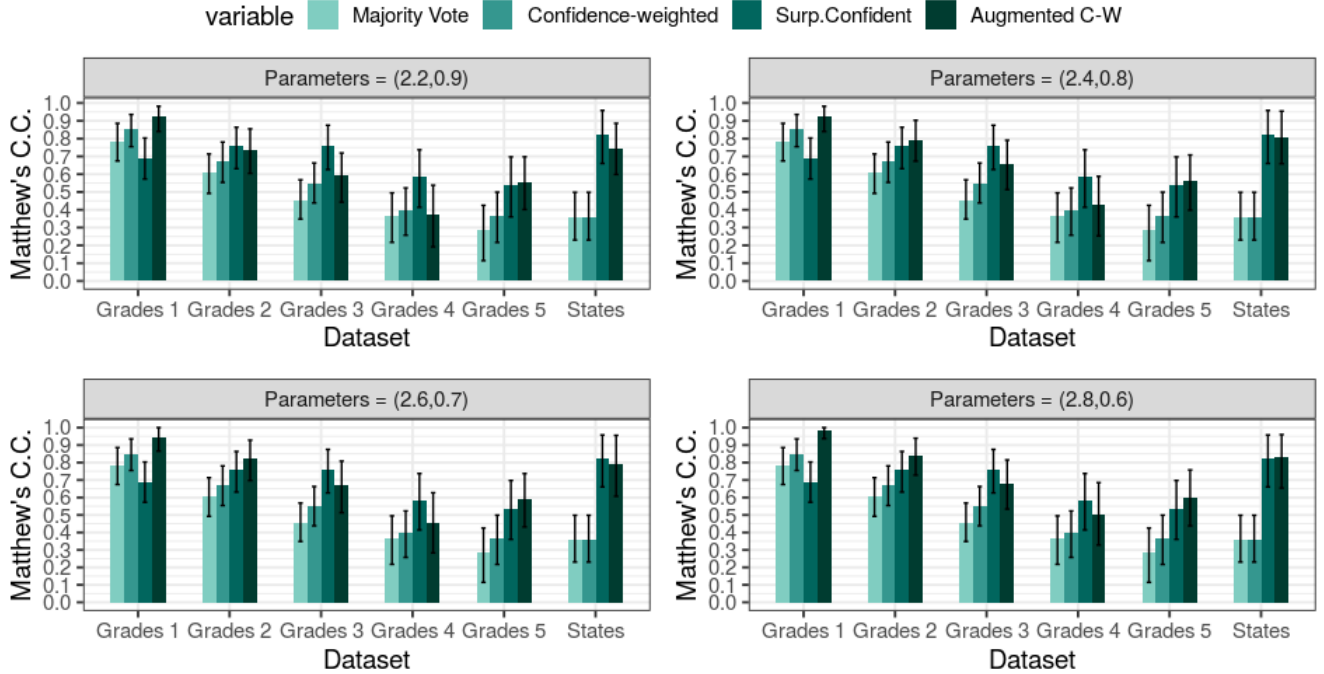 variable Majority Vote Confidence-weighted Surp.Confident Augmented C-W
Parameters = (2.2,0.9)
Matthew's C.C.
1.0
0.9
0.8
0.7
0.6
0.5
0.4
0.3
0.2
0.1
0.0
Grades 1 Grades 2 Grades 3 Grades 4 Grades 5 States
Dataset
Parameters = (2.4,0.8)
Matthew's C.C.
1.0
0.9
0.8
0.7
0.6
0.5
0.4
0.3
0.2
0.1
0.0
Grades 1 Grades 2 Grades 3 Grades 4 Grades 5 States
Dataset
Parameters = (2.6,0.7)
Matthew's C.C.
1.0
0.9
0.8
0.7
0.6
0.5
0.4
0.3
0.2
0.1
0.0
Grades 1 Grades 2 Grades 3 Grades 4 Grades 5 States
Dataset
Parameters = (2.8,0.6)
Matthew's C.C.
1.0
0.9
0.8
0.7
0.6
0.5
0.4
0.3
0.2
0.1
0.0
Grades 1 Grades 2 Grades 3 Grades 4 Grades 5 States
Dataset